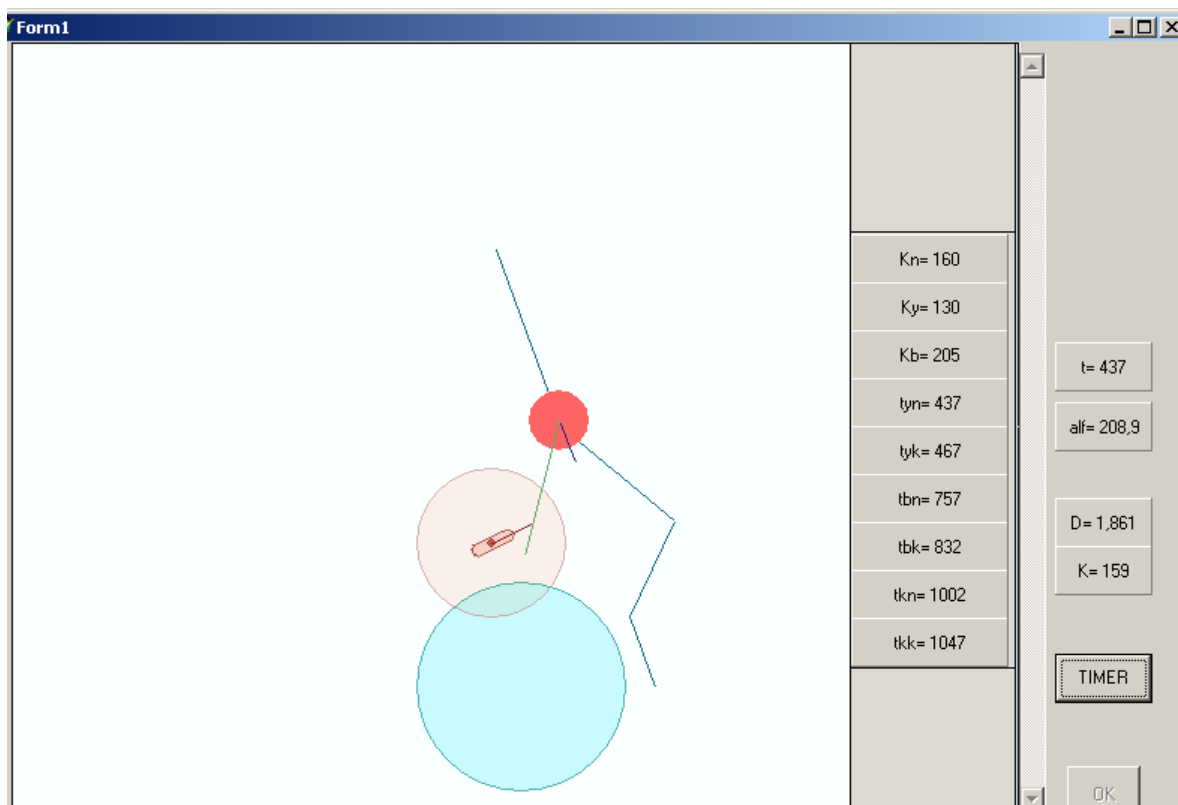 Form1
Kn= 160
Ky= 130
Kb= 205
tyn= 437
tyk= 467
tbn= 757
tbk= 832
tkn= 1002
tkk= 1047
t= 437
alf= 208,9
D= 1,861
K= 159
TIMER
OK